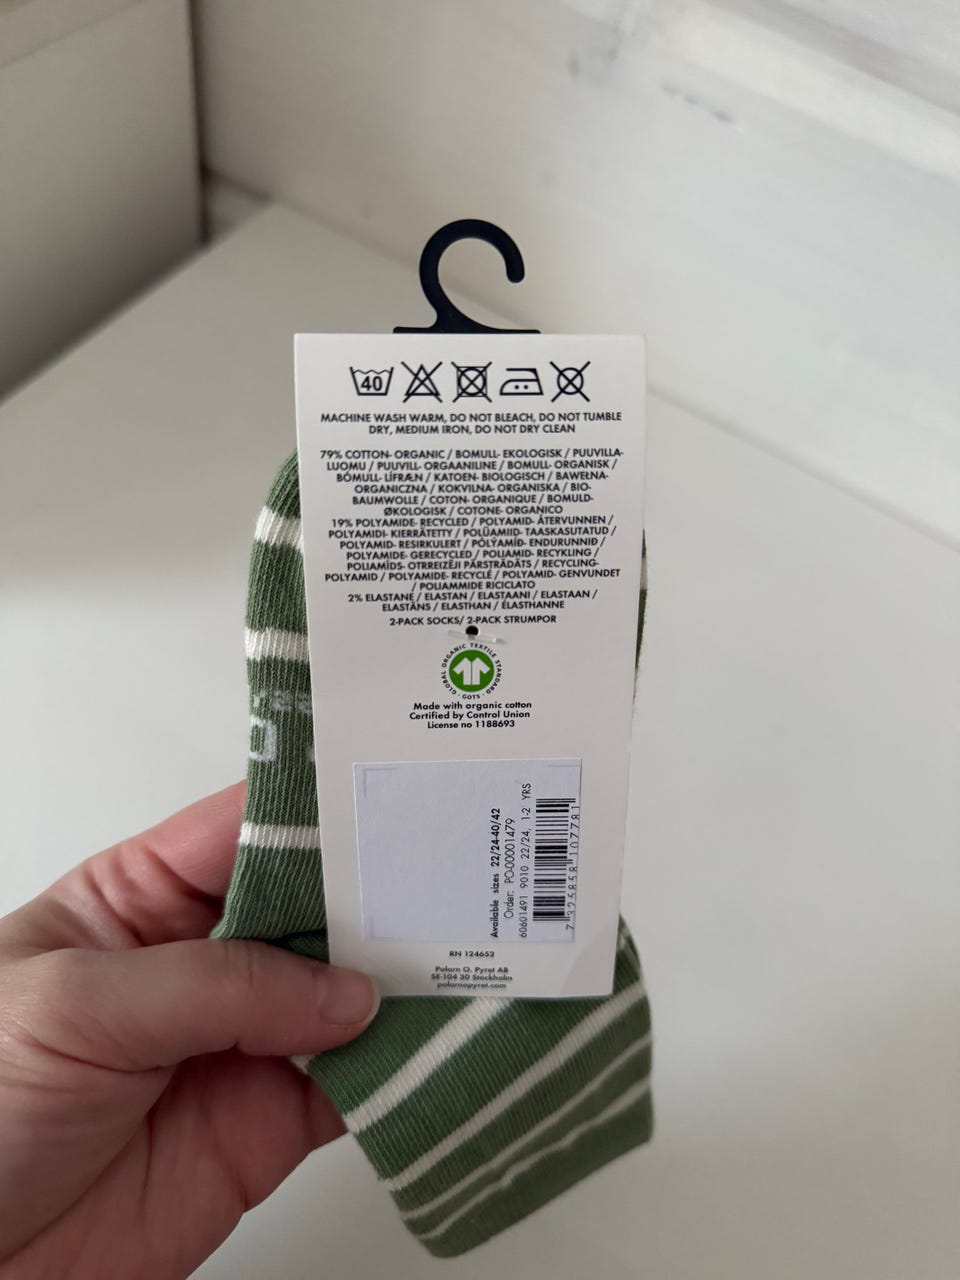 40
MACHINE WASH WARM, DO NOT BLEACH, DO NOT TUMBLE
DRY, MEDIUM IRON, DO NOT DRY CLEAN
79% COTTON- ORGANIC / BOMULL- EKOLOGISK / PUUVILLA-
LUOMU / PUUVILL- ORGAANILINE / BOMULL- ORGANISK /
BÓMULL- LÍFRÆN / KATOEN- BIOLOGISCH / BAWEŁNA-
ORGANICZNA / KOKVILNA- ORGANISKA / BIO-
BAUMWOLLE / COTON- ORGANIQUE / BOMULD-
ØKOLOGISK / COTONE- ORGANICO
19% POLYAMIDE- RECYCLED / POLYAMID- ÅTERVUNNEN /
POLYAMIDI- KIERRÄTETTY / POLÜAMIID- TAASKASUTATUD /
POLYAMID- RESIRKULERT / PÓLÝAMÍÐ- ENDURUNNIÐ /
POLYAMIDE- GERECYCLED / POLIAMID- RECYKLING /
POLIAMĪDS- OTRREIZĒJI PĀRSTRĀDĀTS / RECYCLING-
POLYAMID / POLYAMIDE- RECYCLÉ / POLYAMID- GENVUNDET
/ POLIAMMIDE RICICLATO
2% ELASTANE / ELASTAN / ELASTAANI / ELASTAAN /
ELASTĀNS / ELASTHAN / ÉLASTHANNE
2-PACK SOCKS/ 2-PACK STRUMPOR
GLOBAL ORGANIC TEXTILE STANDARD · GOTS ·
Made with organic cotton
Certified by Control Union
License no 1188693
Available sizes 22/24-40/42
Order: PO-00001479
60601491 9010 22/24, 1-2 YRS
7 325858 107781
RN 124652
Polarn O. Pyret AB
SE-104 30 Stockholm
polarnopyret.com